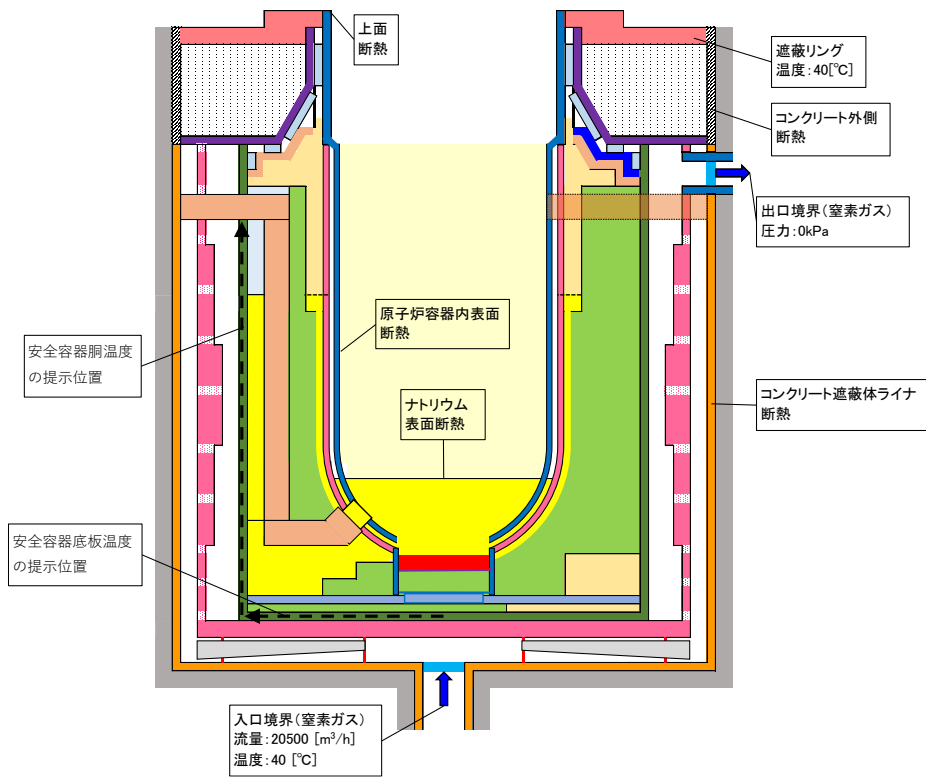 上面
断熱
遮蔽リング
温度：40[℃]
コンクリート外側
断熱
出口境界（窒素ガス）
圧力：0kPa
原子炉容器内表面
断熱
安全容器胴温度
の提示位置
ナトリウム
表面断熱
コンクリート遮蔽体ライナ
断熱
安全容器底板温度
の提示位置
入口境界（窒素ガス）
流量：20500 [m³/h]
温度：40 [℃]